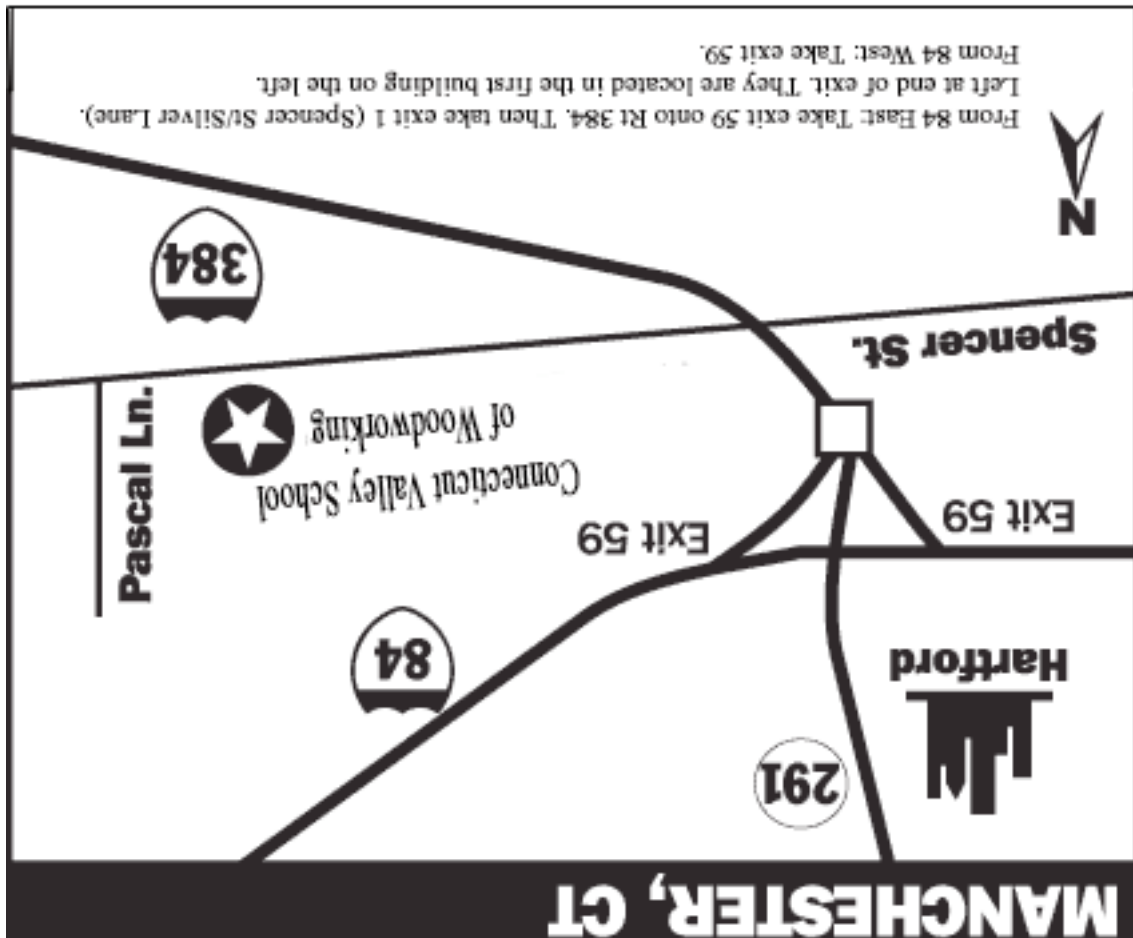 MANCHESTER, CT
291
Hartford
84
Exit 59
Exit 59
Pascal Ln.
Connecticut Valley School
of Woodworking
Spencer St.
384
N
From 84 East: Take exit 59 onto Rt 384. Then take exit 1 (Spencer St/Silver Lane).
Left at end of exit. They are located in the first building on the left.
From 84 West: Take exit 59.